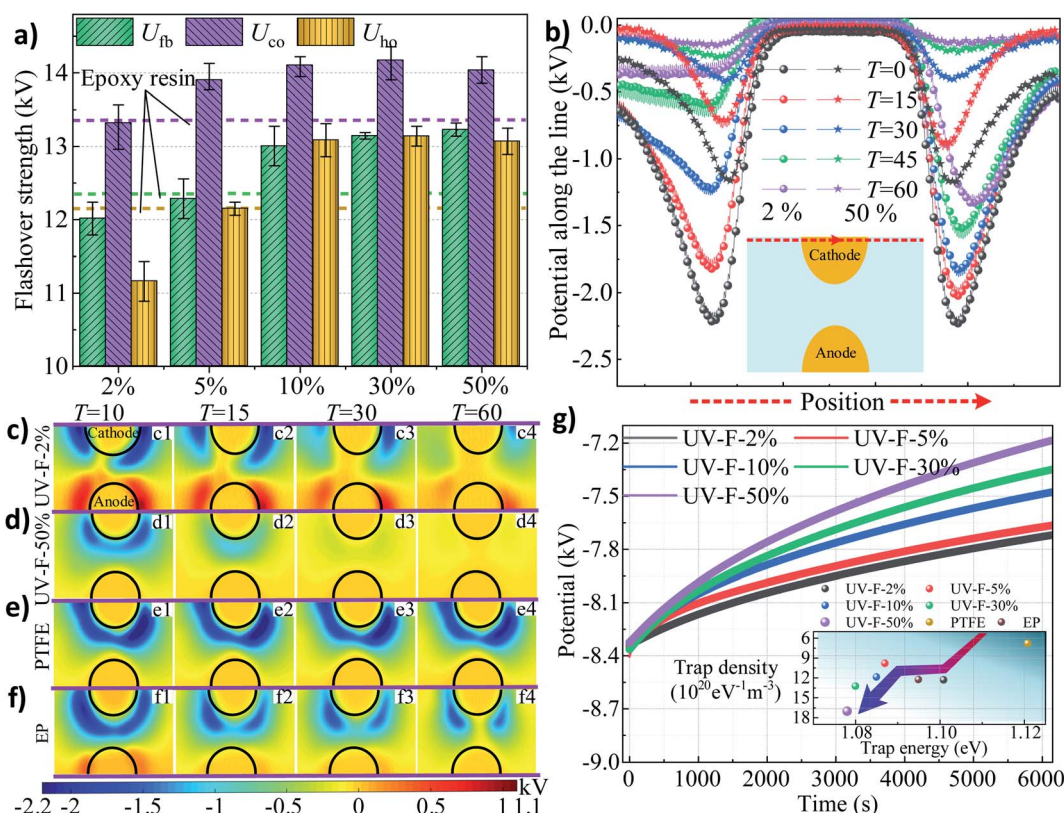 a)
U_fb U_co U_ho
Epoxy resin
Flashover strength (kV)
14
13
12
11
10
2% 5% 10% 30% 50%
b)
Potential along the line (kV)
0.0
-0.5
-1.0
-1.5
-2.0
-2.5
T=0
T=15
T=30
T=45
T=60
2 % 50 %
Cathode
Anode
Position
T=10 T=15 T=30 T=60
c)
UV-F-2%
Cathode
Anode
c1 c2 c3 c4
d)
UV-F-50%
d1 d2 d3 d4
e)
PTFE
e1 e2 e3 e4
f)
EP
f1 f2 f3 f4
kV
-2.2 -2 -1.5 -1 -0.5 0 0.5 1 1.1
g)
UV-F-2% UV-F-5%
UV-F-10% UV-F-30%
UV-F-50%
Potential (kV)
-7.2
-7.5
-7.8
-8.1
-8.4
-8.7
-9.0
UV-F-2% UV-F-5%
UV-F-10% UV-F-30%
UV-F-50% PTFE EP
Trap density
(10²⁰eV⁻¹m⁻³)
6
9
12
15
18
1.08 1.10 1.12
Trap energy (eV)
0 1000 2000 3000 4000 5000 6000
Time (s)